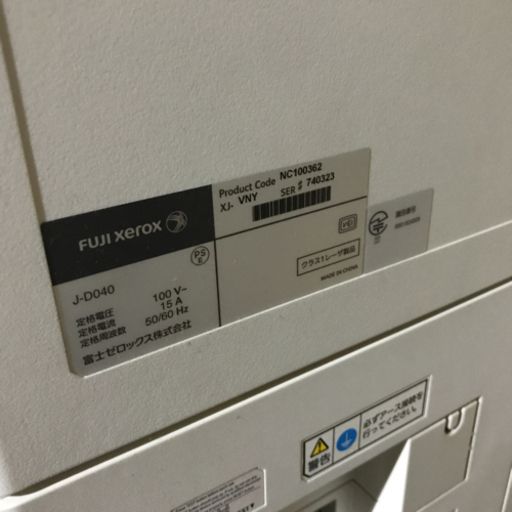 FUJI xerox
Product Code NC100362
XJ- VNY SER# 740323
PS
E
J-D040
定格電圧 100 V~
定格電流 15 A
定格周波数 50/60 Hz
富士ゼロックス株式会社
VCI
クラス1レーザ製品
MADE IN CHINA
警告
必ずアース接続を
行ってください。